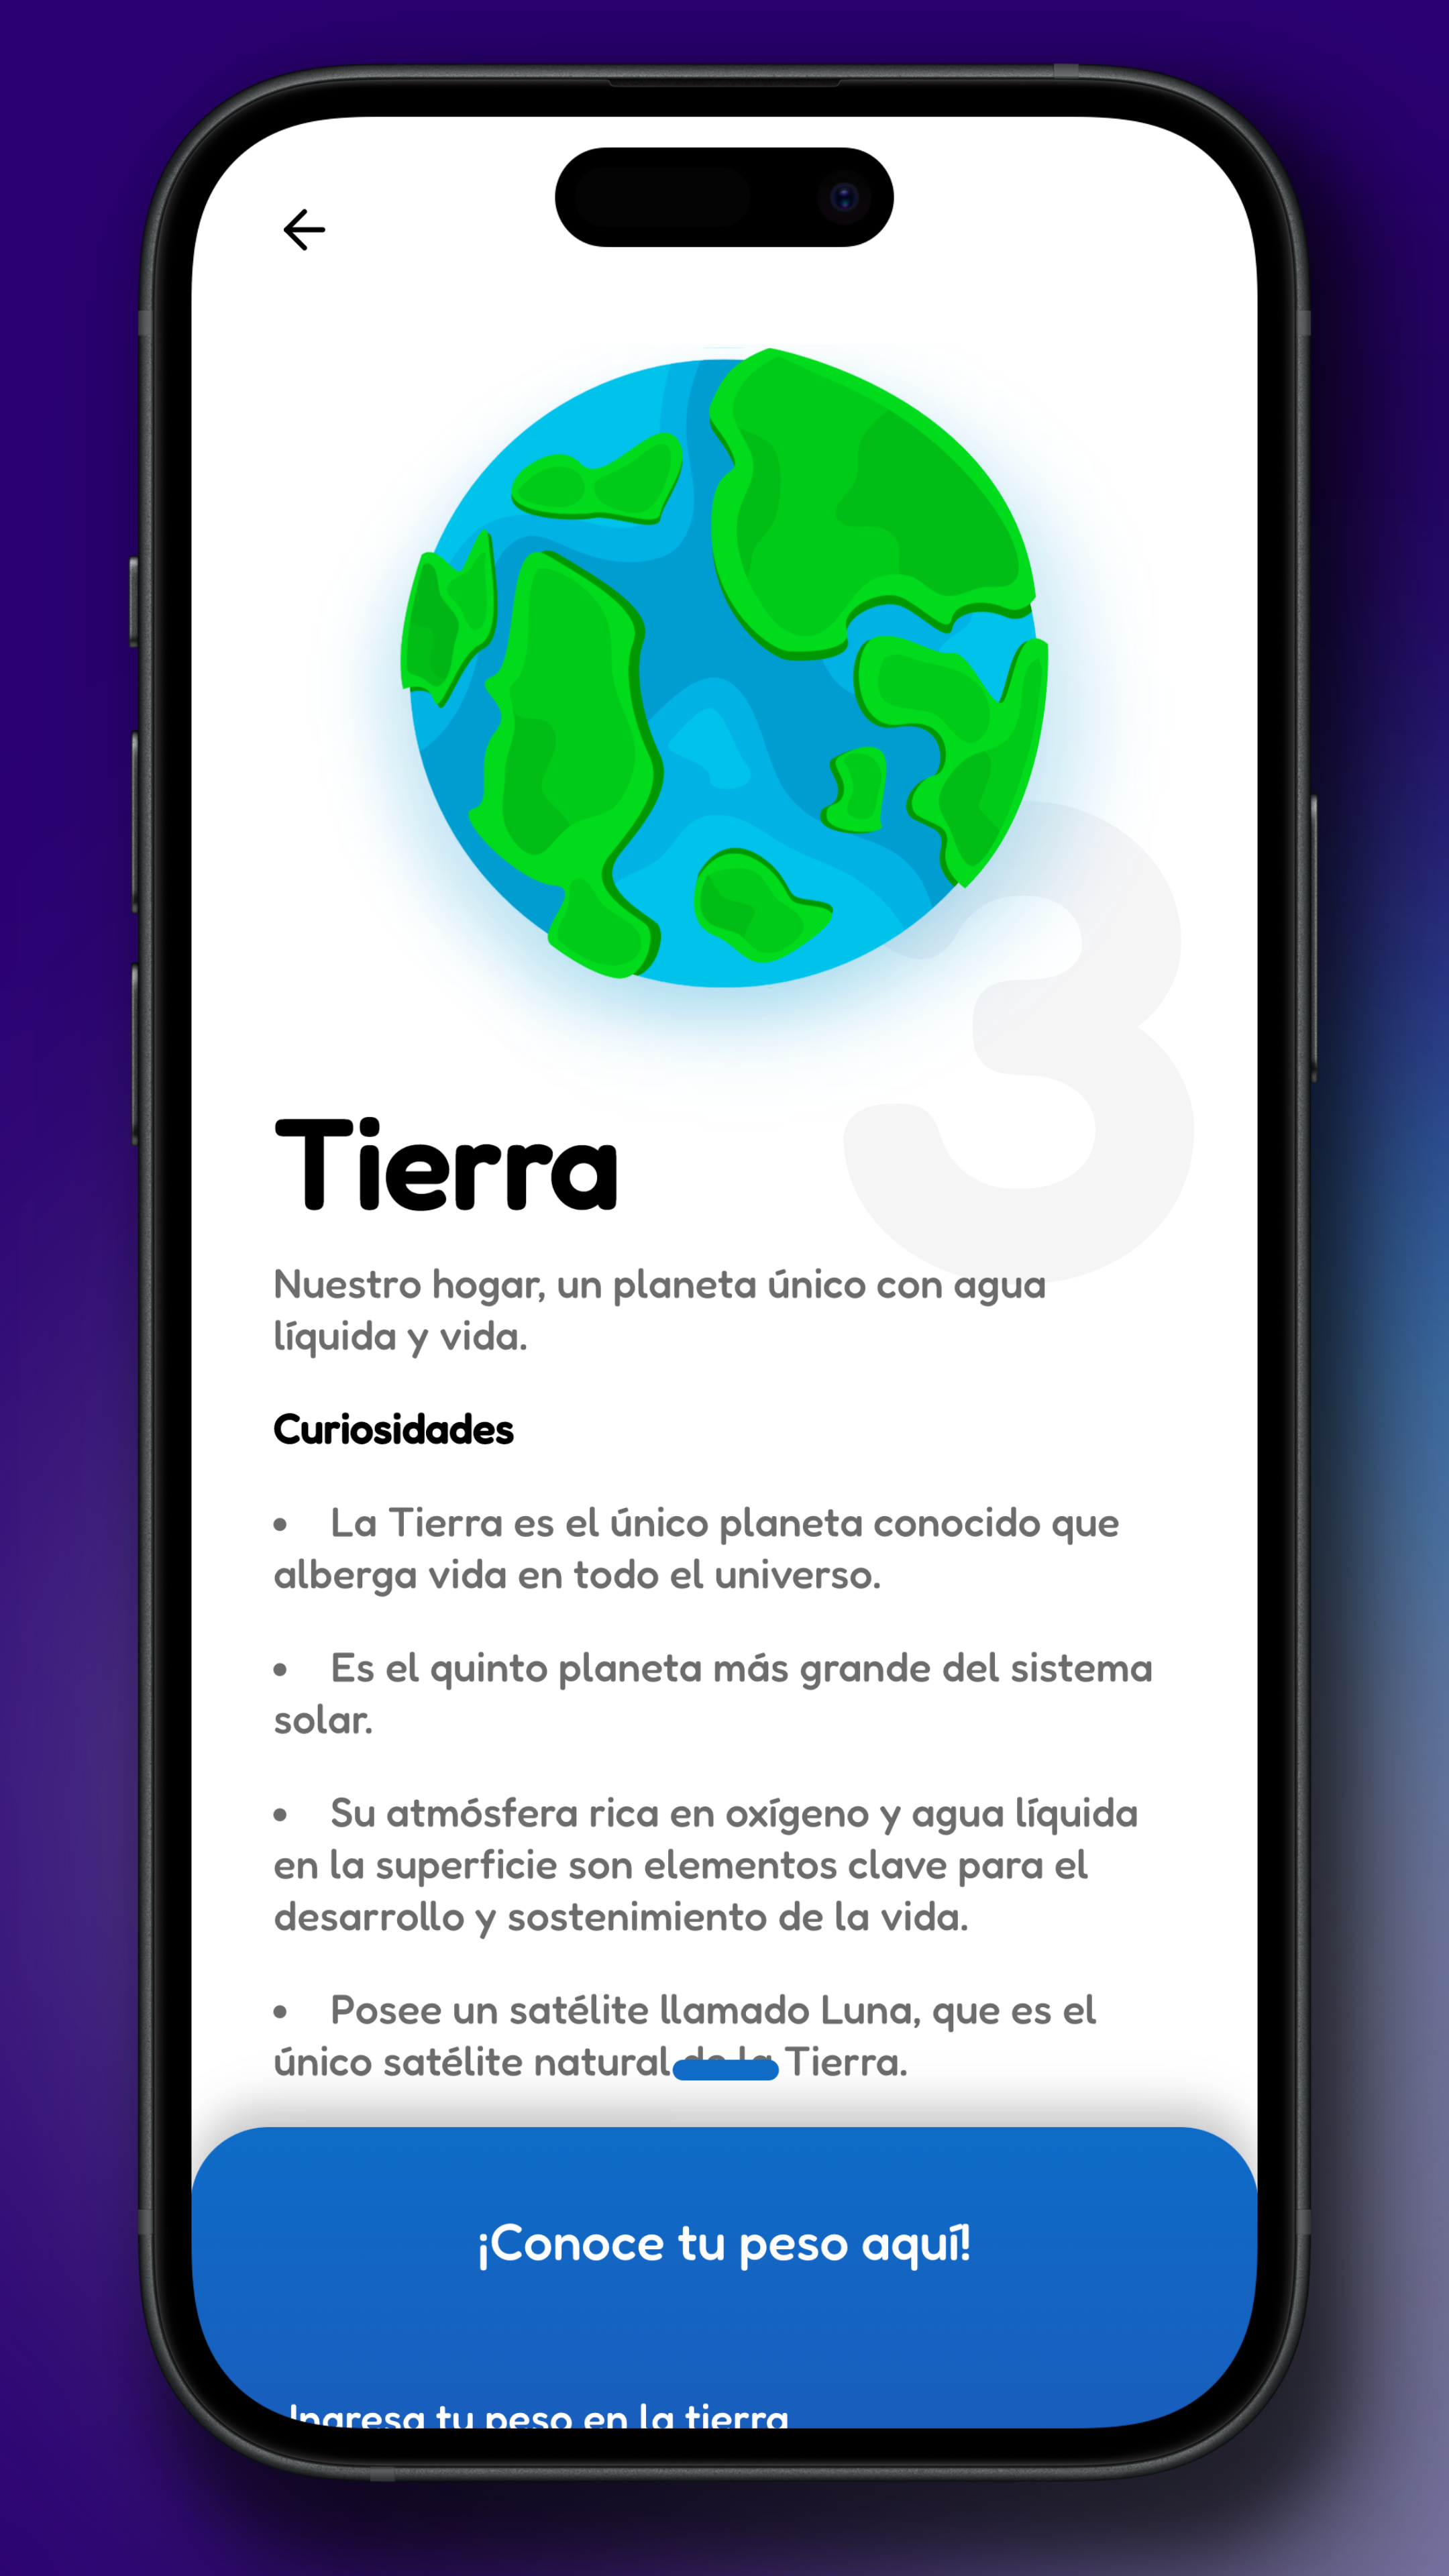 3
Tierra
Nuestro hogar, un planeta único con agua
líquida y vida.
Curiosidades
• La Tierra es el único planeta conocido que
alberga vida en todo el universo.
• Es el quinto planeta más grande del sistema
solar.
• Su atmósfera rica en oxígeno y agua líquida
en la superficie son elementos clave para el
desarrollo y sostenimiento de la vida.
• Posee un satélite llamado Luna, que es el
único satélite natural de la Tierra.
¡Conoce tu peso aquí!
Ingresa tu peso en la tierra